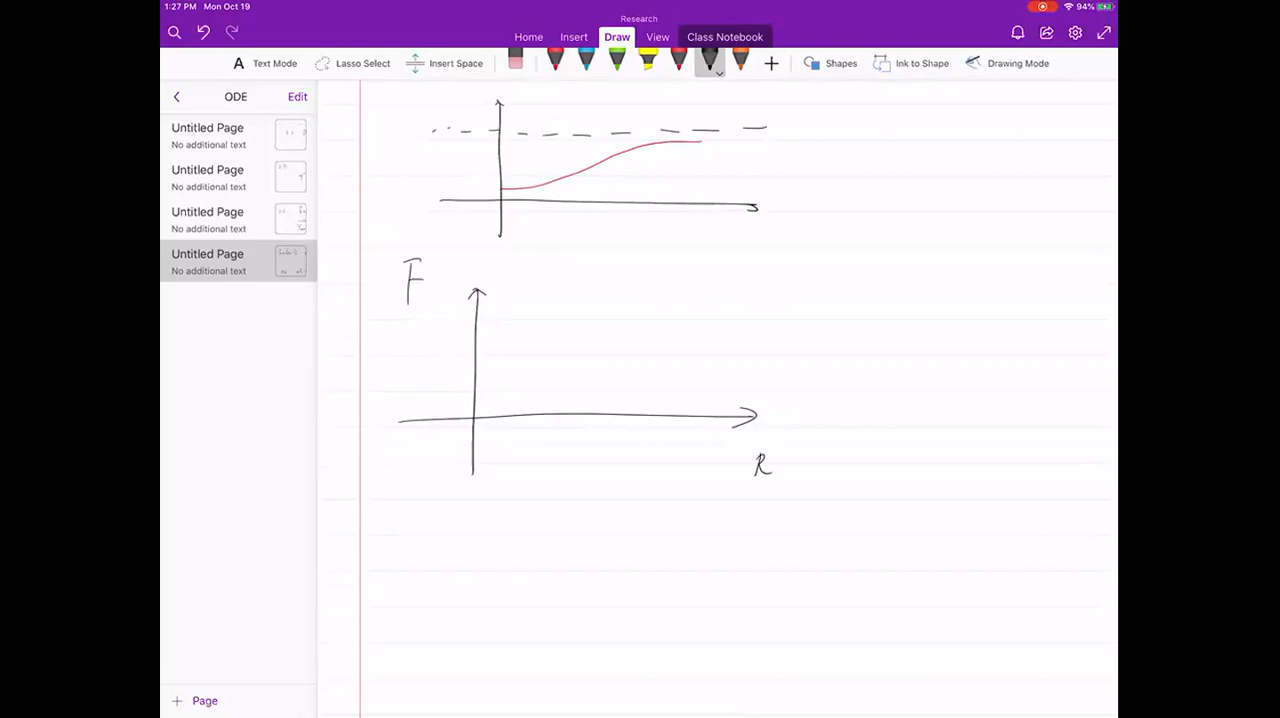 1:27 PM Mon Oct 19
94%
Research
Home Insert Draw View Class Notebook
A Text Mode Lasso Select Insert Space Shapes Ink to Shape Drawing Mode
ODE Edit
Untitled Page
No additional text
Untitled Page
No additional text
Untitled Page
No additional text
Untitled Page
No additional text
F
R
+ Page